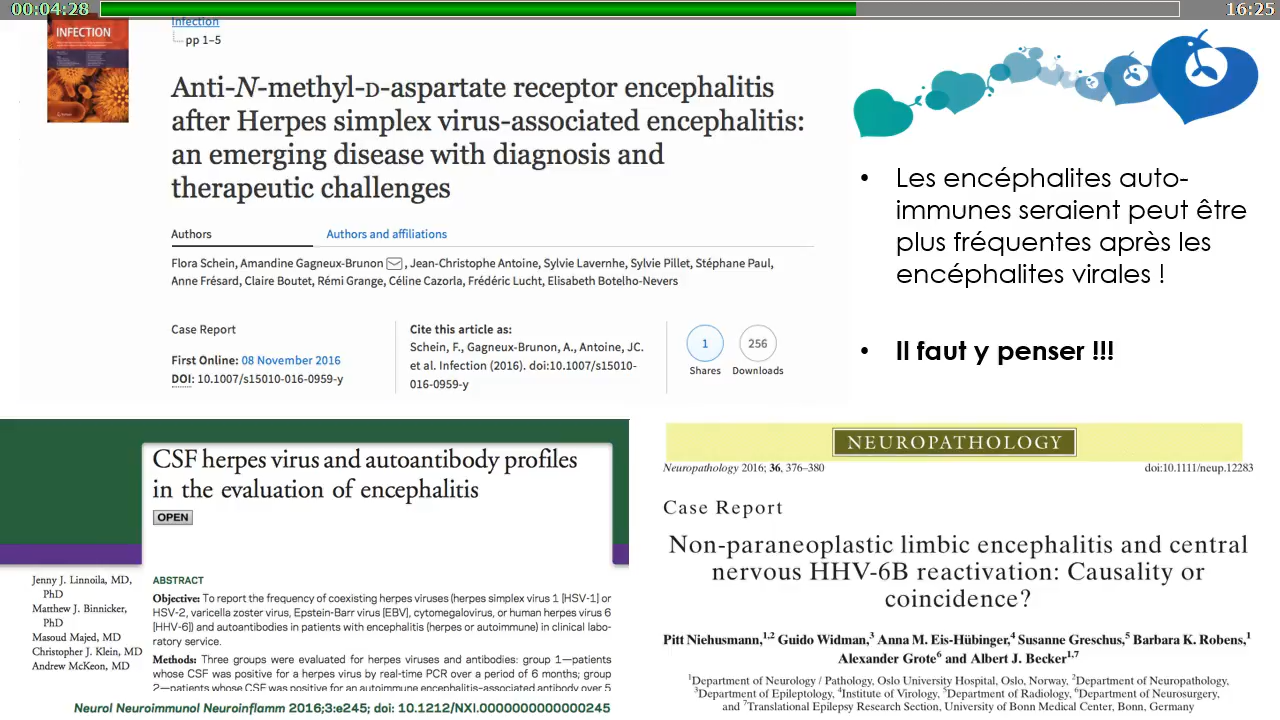 00:04:28
16:25
INFECTION
Infection
pp 1–5
Anti-N-methyl-D-aspartate receptor encephalitis
after Herpes simplex virus-associated encephalitis:
an emerging disease with diagnosis and
therapeutic challenges
Authors
Authors and affiliations
Flora Schein, Amandine Gagneux-Brunon, Jean-Christophe Antoine, Sylvie Lavernhe, Sylvie Pillet, Stéphane Paul,
Anne Frésard, Claire Boutet, Rémi Grange, Céline Cazorla, Frédéric Lucht, Elisabeth Botelho-Nevers
Case Report
First Online: 08 November 2016
DOI: 10.1007/s15010-016-0959-y
Cite this article as:
Schein, F., Gagneux-Brunon, A., Antoine, JC.
et al. Infection (2016). doi:10.1007/s15010-
016-0959-y
1
Shares
256
Downloads
• Les encéphalites auto-
immunes seraient peut être
plus fréquentes après les
encéphalites virales !
• Il faut y penser !!!
CSF herpes virus and autoantibody profiles
in the evaluation of encephalitis
OPEN
Jenny J. Linnoila, MD,
PhD
Matthew J. Binnicker,
PhD
Masoud Majed, MD
Christopher J. Klein, MD
Andrew McKeon, MD
ABSTRACT
Objective: To report the frequency of coexisting herpes viruses (herpes simplex virus 1 [HSV-1] or
HSV-2, varicella zoster virus, Epstein-Barr virus [EBV], cytomegalovirus, or human herpes virus 6
[HHV-6]) and autoantibodies in patients with encephalitis (herpes or autoimmune) in clinical labo-
ratory service.
Methods: Three groups were evaluated for herpes viruses and antibodies: group 1—patients
whose CSF was positive for a herpes virus by real-time PCR over a period of 6 months; group
2—patients whose CSF was positive for an autoimmune encephalitis-associated antibody over 5
Neurol Neuroimmunol Neuroinflamm 2016;3:e245; doi: 10.1212/NXI.0000000000000245
NEUROPATHOLOGY
Neuropathology 2016; 36, 376–380
doi:10.1111/neup.12283
Case Report
Non-paraneoplastic limbic encephalitis and central
nervous HHV-6B reactivation: Causality or
coincidence?
Pitt Niehusmann,1,2 Guido Widman,3 Anna M. Eis-Hübinger,4 Susanne Greschus,5 Barbara K. Robens,1
Alexander Grote6 and Albert J. Becker1,7
1Department of Neurology / Pathology, Oslo University Hospital, Oslo, Norway, 2Department of Neuropathology,
3Department of Epileptology, 4Institute of Virology, 5Department of Radiology, 6Department of Neurosurgery,
and 7Translational Epilepsy Research Section, University of Bonn Medical Center, Bonn, Germany